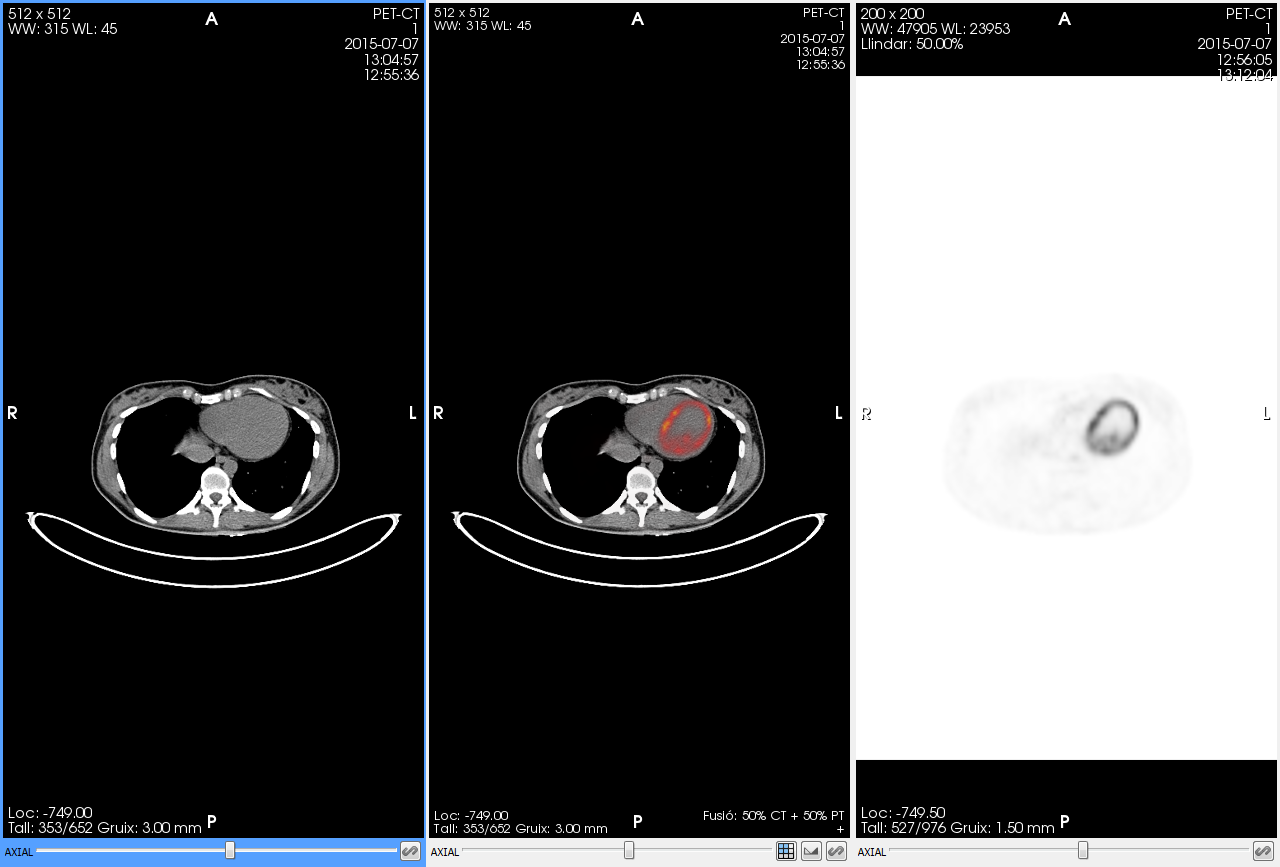 512 x 512
WW: 315 WL: 45
A
PET-CT
1
2015-07-07
13:04:57
12:55:36
R
L
Loc: -749.00
Tall: 353/652 Gruix: 3.00 mm
P
AXIAL
512 x 512
WW: 315 WL: 45
A
PET-CT
1
2015-07-07
13:04:57
12:55:36
R
L
Loc: -749.00
Tall: 353/652 Gruix: 3.00 mm
P
Fusió: 50% CT + 50% PT
+
AXIAL
200 x 200
WW: 47905 WL: 23953
Llindar: 50.00%
A
PET-CT
1
2015-07-07
12:56:05
13:12:04
R
L
Loc: -749.50
Tall: 527/976 Gruix: 1.50 mm
P
AXIAL